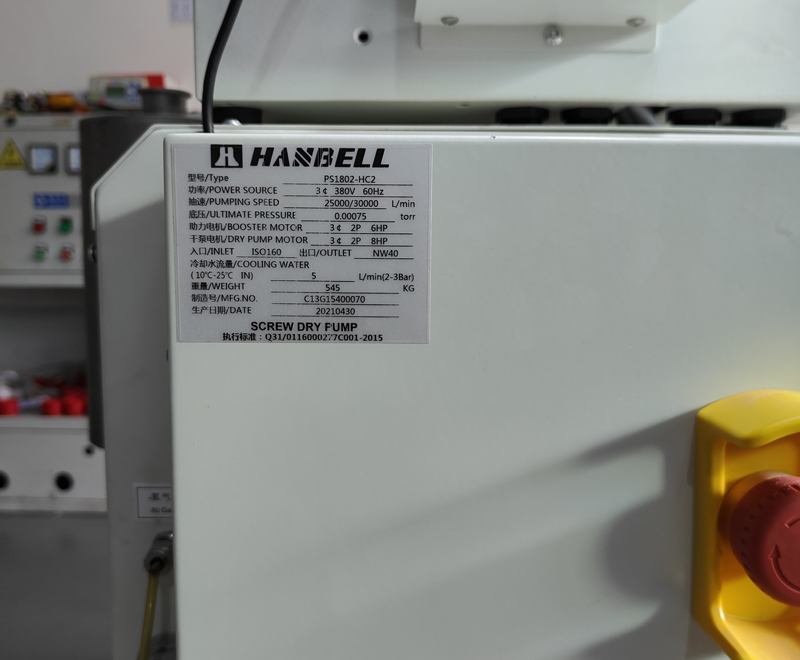 HANBELL
型号/Type PS1802-HC2
功率/POWER SOURCE 3¢ 380V 60Hz
抽速/PUMPING SPEED 25000/30000 L/min
底压/ULTIMATE PRESSURE 0.00075 torr
助力电机/BOOSTER MOTOR 3¢ 2P 6HP
干泵电机/DRY PUMP MOTOR 3¢ 2P 8HP
入口/INLET ISO160 出口/OUTLET NW40
冷却水流量/COOLING WATER
(10℃-25℃ IN) 5 L/min(2-3Bar)
重量/WEIGHT 545 KG
制造号/MFG.NO. C13G15400070
生产日期/DATE 20210430
SCREW DRY PUMP
执行标准：Q31/0116000277C001-2015